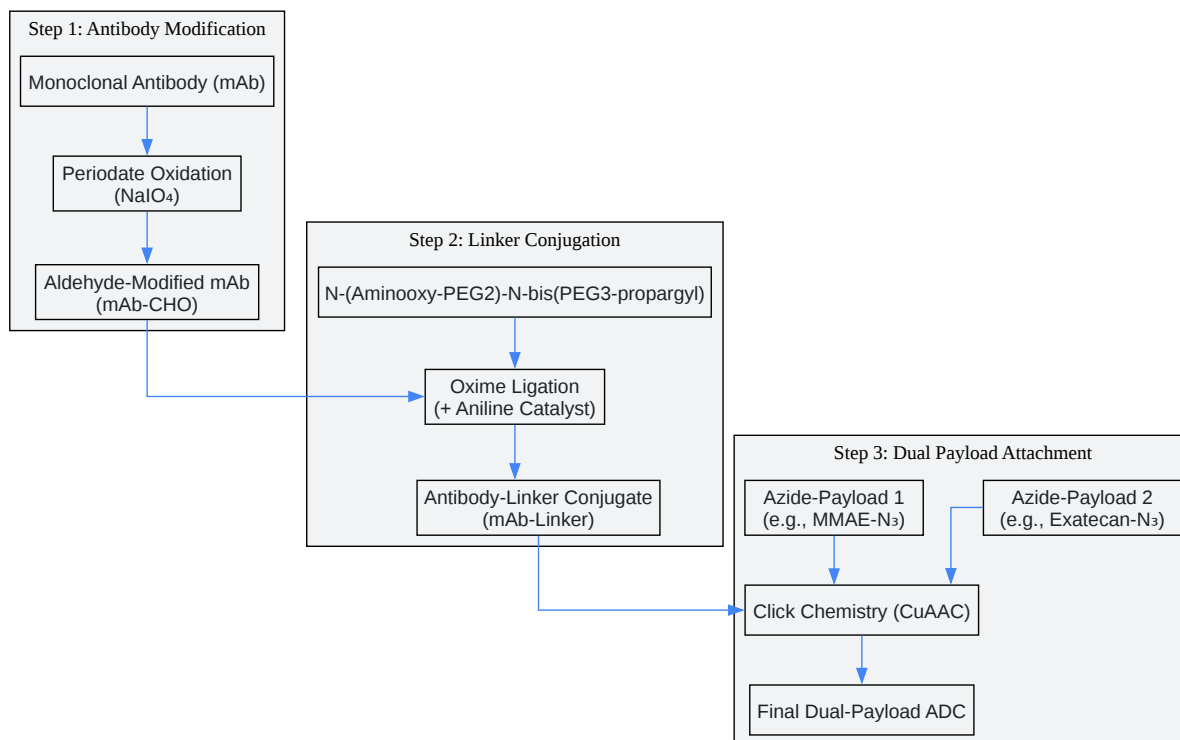 Step 1: Antibody Modification
Monoclonal Antibody (mAb)
Periodate Oxidation
(NaIO₄)
Aldehyde-Modified mAb
(mAb-CHO)
Step 2: Linker Conjugation
N-(Aminooxy-PEG2)-N-bis(PEG3-propargyl)
Oxime Ligation
(+ Aniline Catalyst)
Antibody-Linker Conjugate
(mAb-Linker)
Step 3: Dual Payload Attachment
Azide-Payload 1
(e.g., MMAE-N₃)
Azide-Payload 2
(e.g., Exatecan-N₃)
Click Chemistry (CuAAC)
Final Dual-Payload ADC